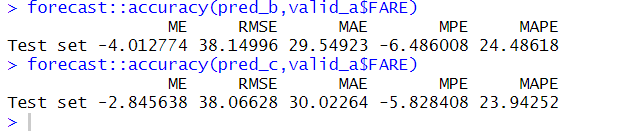 > forecast::accuracy(pred_b,valid_a$FARE)
ME RMSE MAE MPE MAPE
Test set -4.012774 38.14996 29.54923 -6.486008 24.48618
> forecast::accuracy(pred_c,valid_a$FARE)
ME RMSE MAE MPE MAPE
Test set -2.845638 38.06628 30.02264 -5.828408 23.94252
>